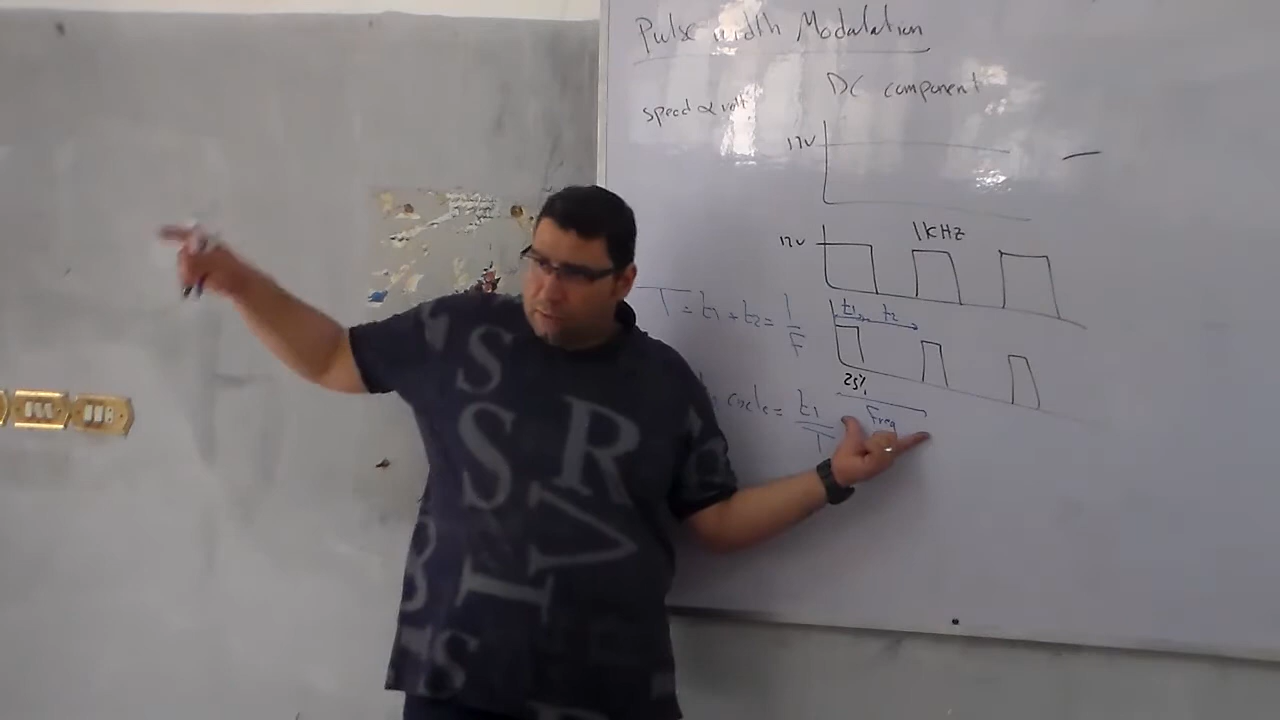 Pulse width Modulation
DC component
speed α volt
12v
1KHZ
12v
t1 t2
T = t1 + t2 = 1/F
25%
cycle = t1/T
Freq
S
S R
V
I
S